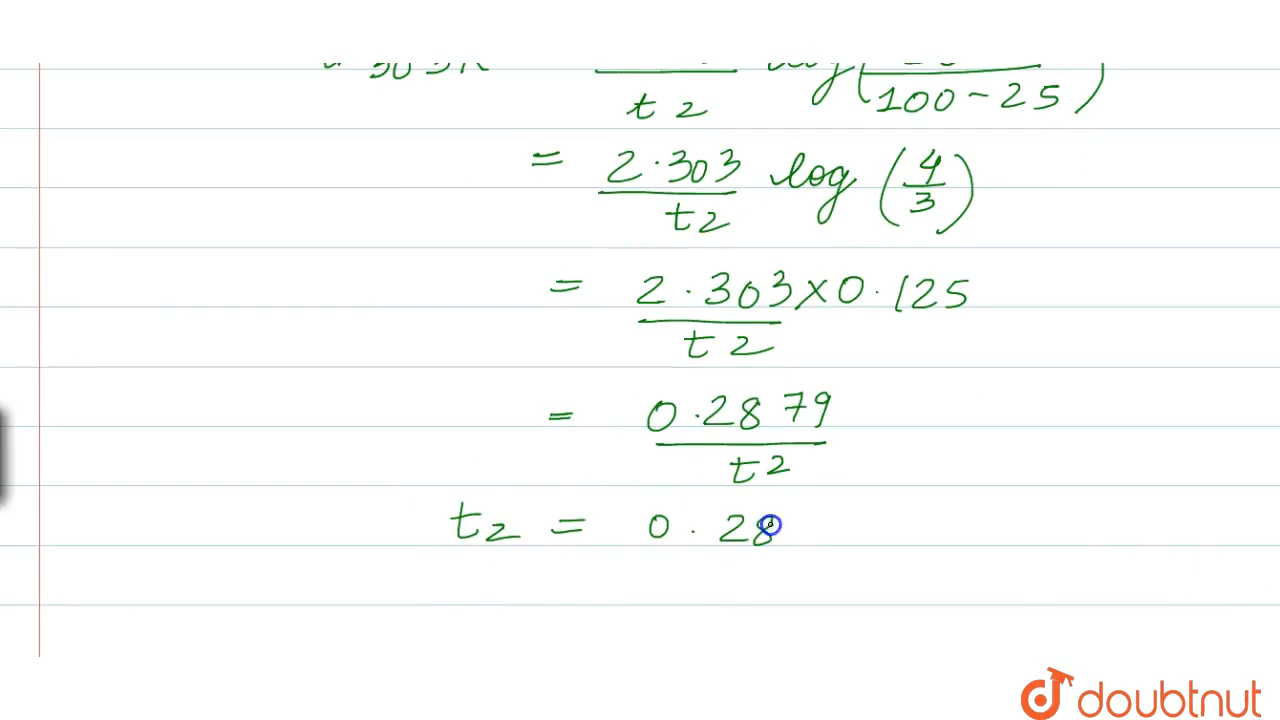 303K
t2 log( 100-25 )
= 2.303 log (4/3)
t2
= 2.303×0.125
t2
= 0.2879
t2
t2 = 0.28
doubtnut